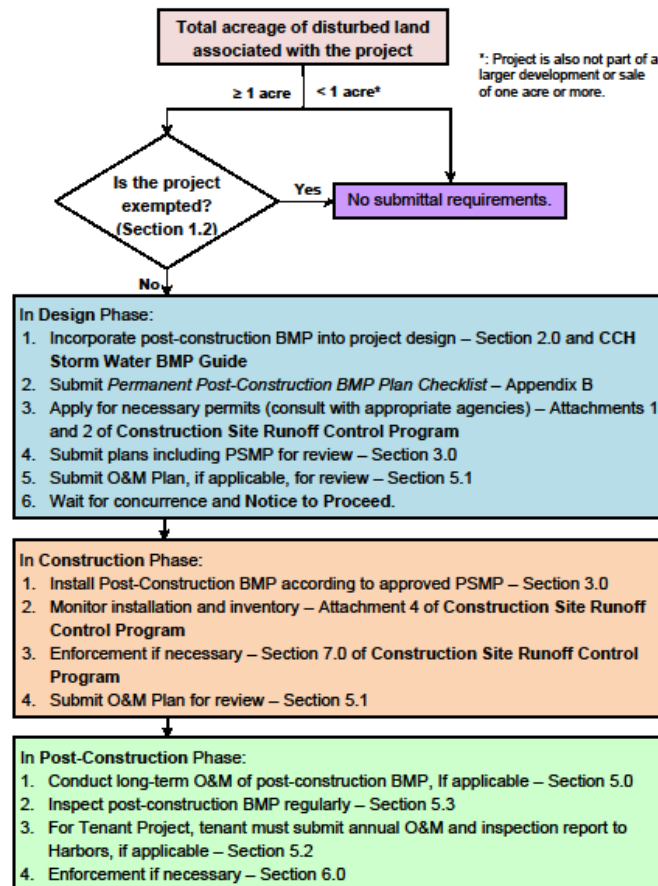 Total acreage of disturbed land
associated with the project
*: Project is also not part of a
larger development or sale
of one acre or more.
≥ 1 acre
< 1 acre*
Is the project
exempted?
(Section 1.2)
Yes
No submittal requirements.
No
In Design Phase:
1. Incorporate post-construction BMP into project design – Section 2.0 and CCH
Storm Water BMP Guide
2. Submit Permanent Post-Construction BMP Plan Checklist – Appendix B
3. Apply for necessary permits (consult with appropriate agencies) – Attachments 1
and 2 of Construction Site Runoff Control Program
4. Submit plans including PSMP for review – Section 3.0
5. Submit O&M Plan, if applicable, for review – Section 5.1
6. Wait for concurrence and Notice to Proceed.
In Construction Phase:
1. Install Post-Construction BMP according to approved PSMP – Section 3.0
2. Monitor installation and inventory – Attachment 4 of Construction Site Runoff
Control Program
3. Enforcement if necessary – Section 7.0 of Construction Site Runoff Control
Program
4. Submit O&M Plan for review – Section 5.1
In Post-Construction Phase:
1. Conduct long-term O&M of post-construction BMP, If applicable – Section 5.0
2. Inspect post-construction BMP regularly – Section 5.3
3. For Tenant Project, tenant must submit annual O&M and inspection report to
Harbors, if applicable – Section 5.2
4. Enforcement if necessary – Section 6.0